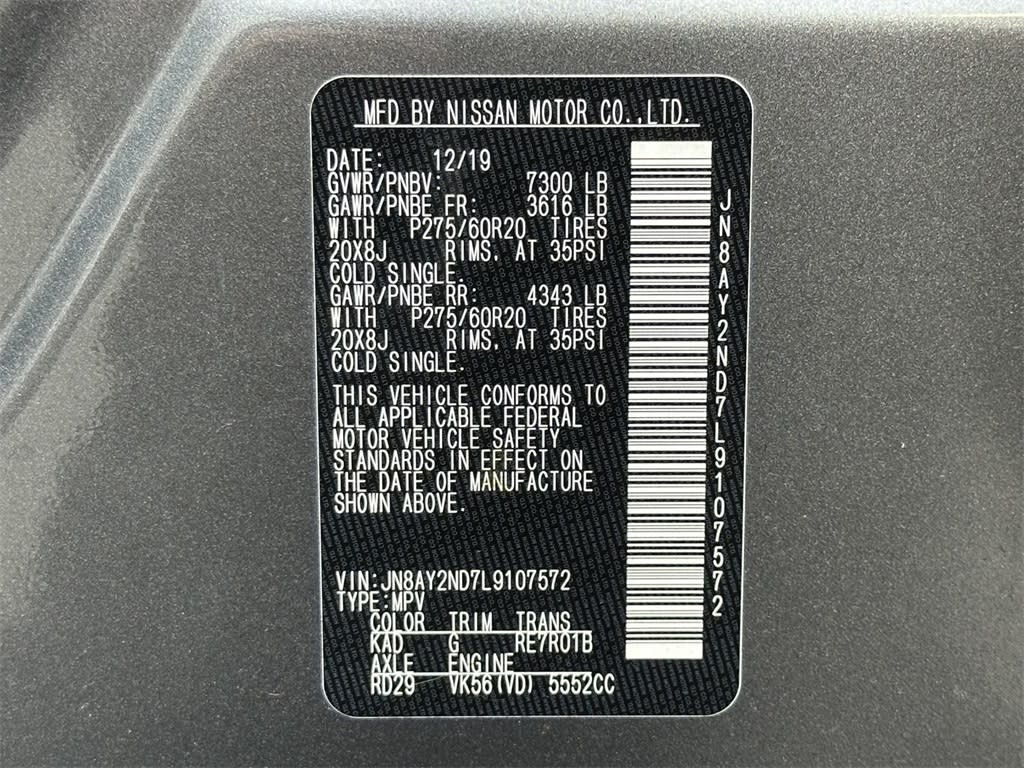 MFD BY NISSAN MOTOR CO.,LTD.
DATE: 12/19
GVWR/PNBV: 7300 LB
GAWR/PNBE FR: 3616 LB
WITH P275/60R20 TIRES
20X8J RIMS, AT 35PSI
COLD SINGLE.
GAWR/PNBE RR: 4343 LB
WITH P275/60R20 TIRES
20X8J RIMS, AT 35PSI
COLD SINGLE.
THIS VEHICLE CONFORMS TO
ALL APPLICABLE FEDERAL
MOTOR VEHICLE SAFETY
STANDARDS IN EFFECT ON
THE DATE OF MANUFACTURE
SHOWN ABOVE.
VIN:JN8AY2ND7L9107572
TYPE:MPV
COLOR TRIM TRANS
KAD G RE7R01B
AXLE ENGINE
RD29 VK56(VD) 5552CC
JN8AY2ND7L9107572